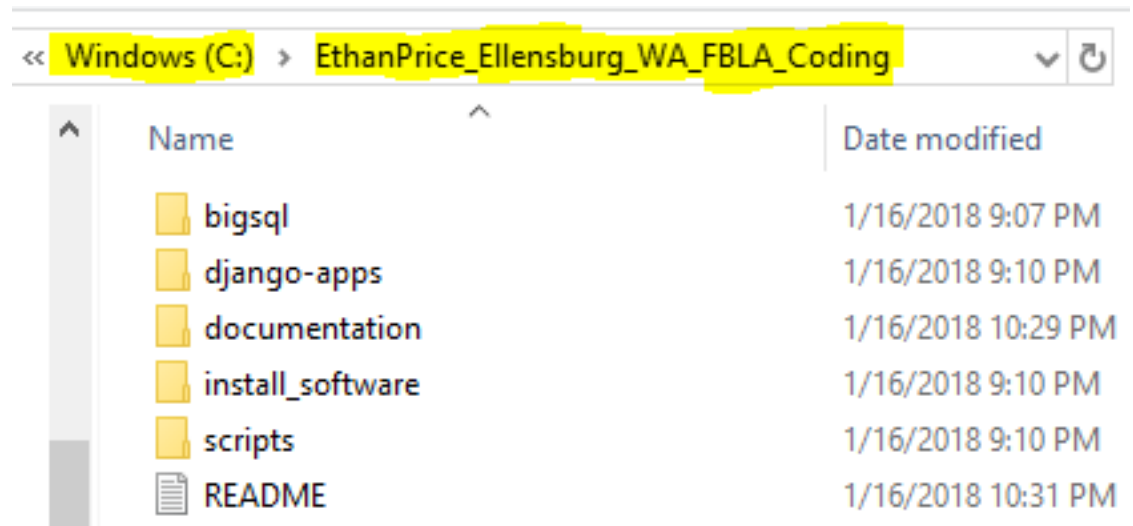 « Windows (C:) > EthanPrice_Ellensburg_WA_FBLA_Coding
Name Date modified
bigsql 1/16/2018 9:07 PM
django-apps 1/16/2018 9:10 PM
documentation 1/16/2018 10:29 PM
install_software 1/16/2018 9:10 PM
scripts 1/16/2018 9:10 PM
README 1/16/2018 10:31 PM